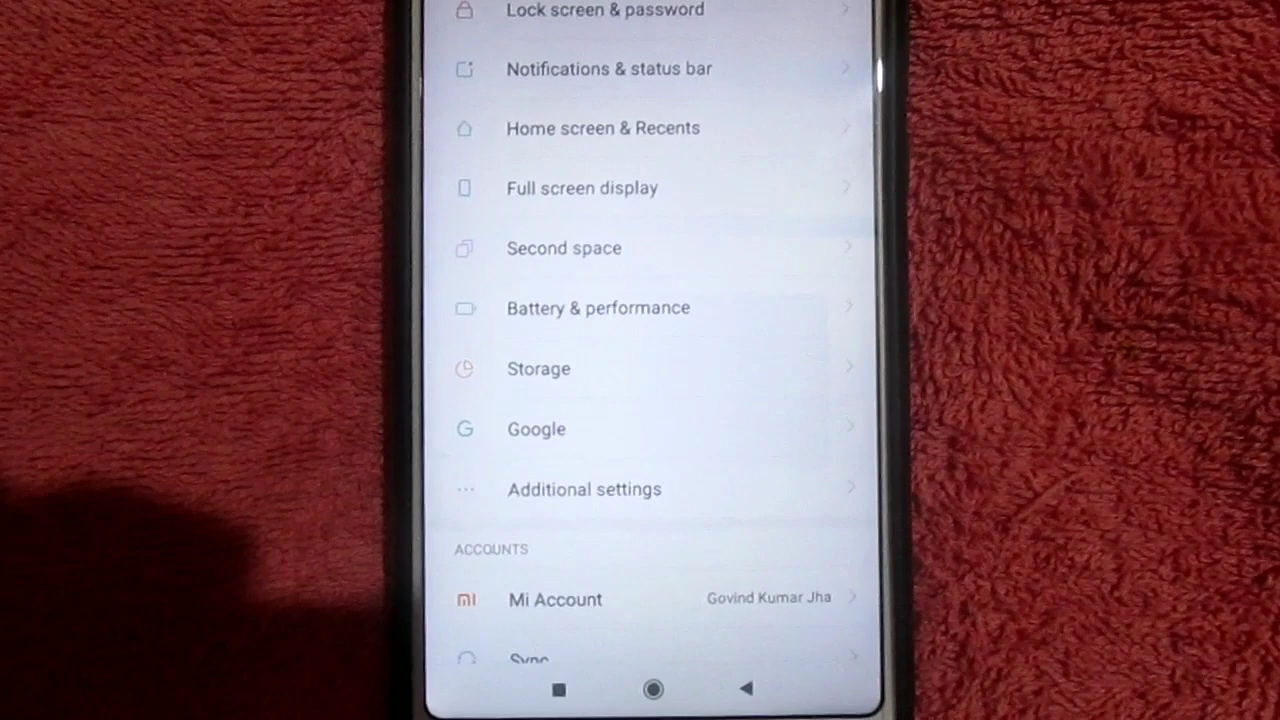 Lock screen & password
Notifications & status bar
Home screen & Recents
Full screen display
Second space
Battery & performance
Storage
Google
Additional settings
ACCOUNTS
Mi Account Govind Kumar Jha
Sync